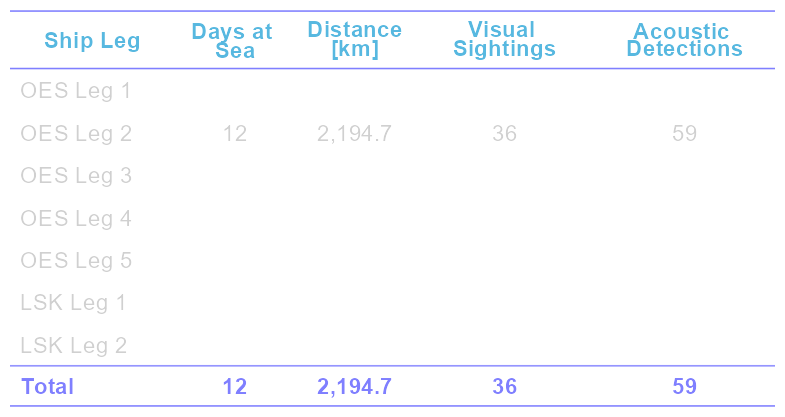 Ship Leg Days at Sea Distance [km] Visual Sightings Acoustic Detections
OES Leg 1
OES Leg 2 12 2,194.7 36 59
OES Leg 3
OES Leg 4
OES Leg 5
LSK Leg 1
LSK Leg 2
Total 12 2,194.7 36 59